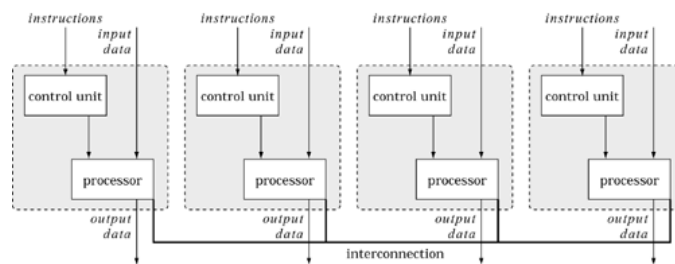 instructions
input
data
control unit
processor
output
data
instructions
input
data
control unit
processor
output
data
instructions
input
data
control unit
processor
output
data
instructions
input
data
control unit
processor
output
data
interconnection